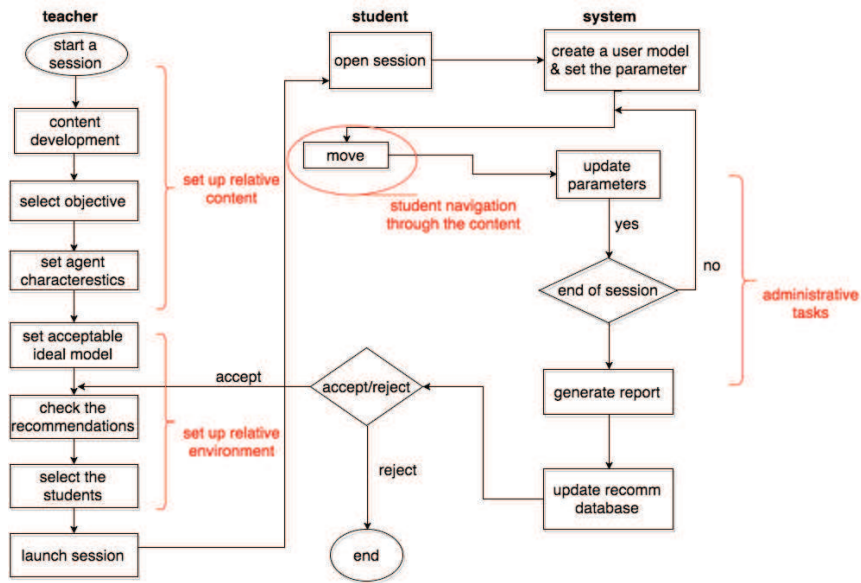 teacher
student
system
start a
session
open session
create a user model
& set the parameter
content
development
set up relative
content
move
update
parameters
select objective
student navigation
through the content
yes
set agent
characterestics
end of session
no
administrative
tasks
set acceptable
ideal model
accept
accept/reject
generate report
check the
recommendations
set up relative
environment
select the
students
reject
update recomm
database
launch session
end